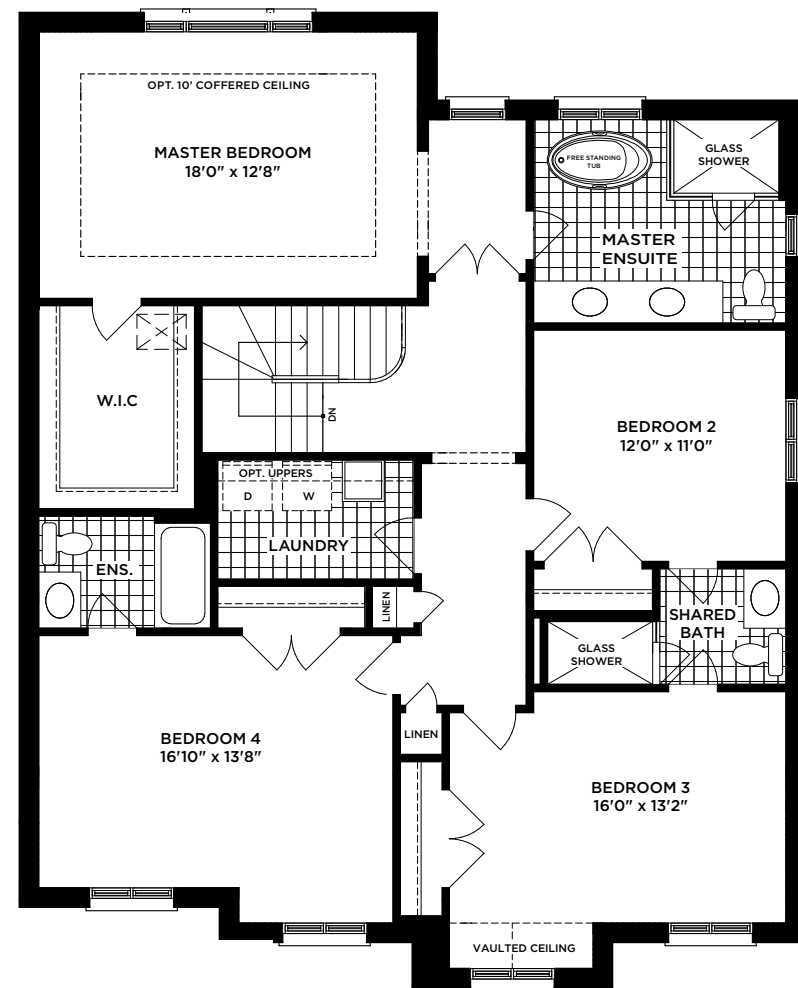 OPT. 10' COFFERED CEILING
MASTER BEDROOM
18'0" x 12'8"
FREE STANDING
TUB
GLASS
SHOWER
MASTER
ENSUITE
W.I.C
DN
BEDROOM 2
12'0" x 11'0"
OPT. UPPERS
D
W
LAUNDRY
ENS.
LINEN
SHARED
BATH
GLASS
SHOWER
LINEN
BEDROOM 4
16'10" x 13'8"
BEDROOM 3
16'0" x 13'2"
VAULTED CEILING